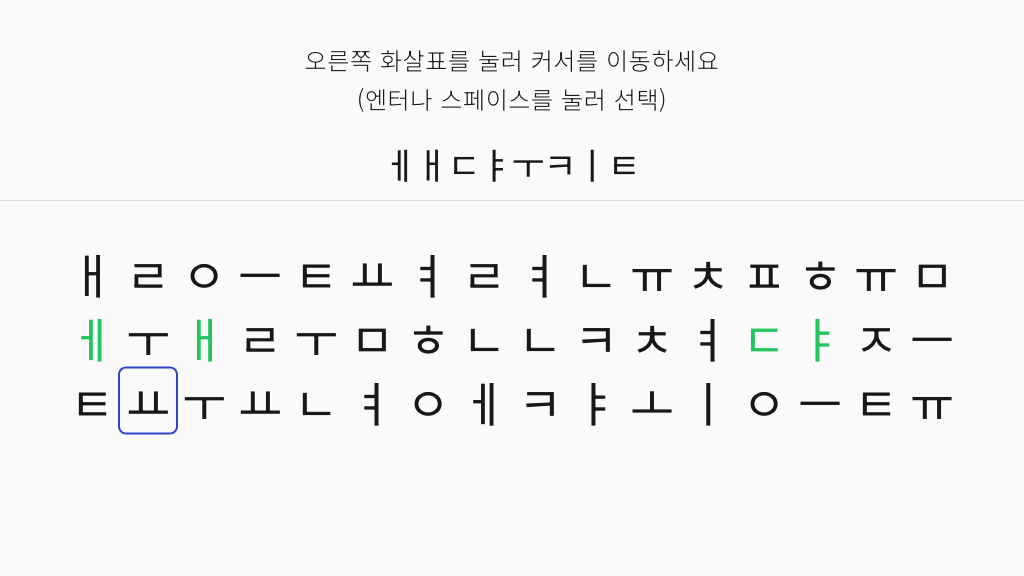 오른쪽 화살표를 눌러 커서를 이동하세요
(엔터나 스페이스를 눌러 선택)
ㅔㅐㄷㅑㅜㅋㅣㅌ
ㅐㄹㅇㅡㅌㅛㅕㄹㅕㄴㅠㅊㅍㅎㅠㅁ
ㅔㅜㅐㄹㅜㅁㅎㄴㄴㅋㅊㅕㄷㅑㅈㅡ
ㅌㅛㅜㅛㄴㅕㅇㅔㅋㅑㅗㅣㅇㅡㅌㅠ